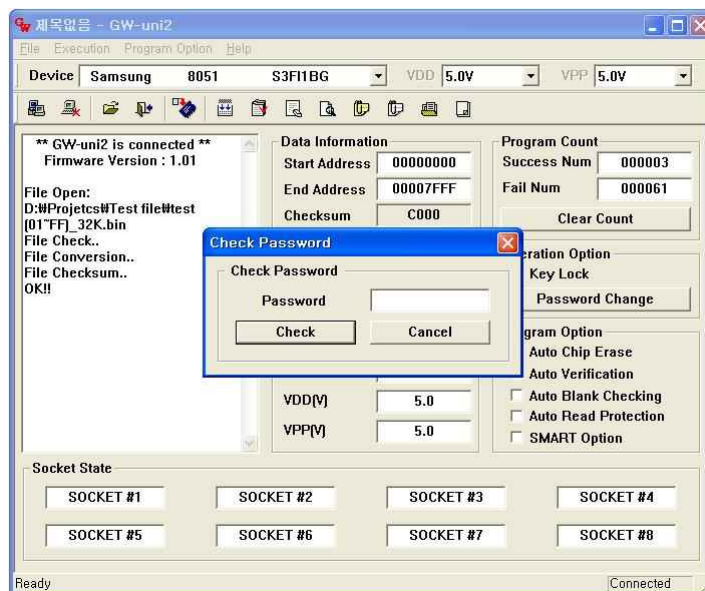 GW 제목없음 - GW-uni2
File Execution Program Option Help
Device Samsung 8051 S3FI1BG VDD 5.0V VPP 5.0V
** GW-uni2 is connected **
Firmware Version : 1.01
File Open:
D:₩Projetcs₩Test file₩test
(01~FF)_32K.bin
File Check..
File Conversion..
File Checksum..
OK!!
Data Information
Start Address 00000000
End Address 00007FFF
Checksum C000
VDD(V) 5.0
VPP(V) 5.0
Program Count
Success Num 000003
Fail Num 000061
Clear Count
eration Option
Key Lock
Password Change
gram Option
Auto Chip Erase
Auto Verification
Auto Blank Checking
Auto Read Protection
SMART Option
Check Password
Check Password
Password
Check Cancel
Socket State
SOCKET #1 SOCKET #2 SOCKET #3 SOCKET #4
SOCKET #5 SOCKET #6 SOCKET #7 SOCKET #8
Ready Connected